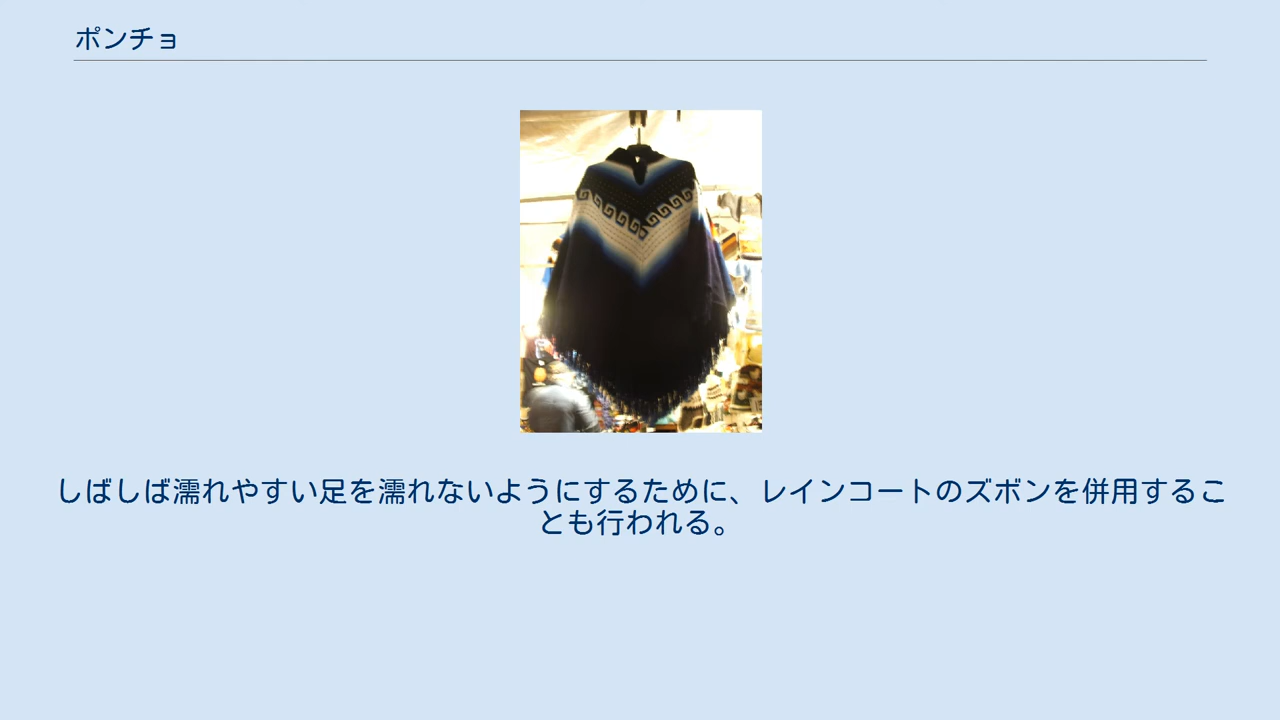 ポンチョ
しばしば濡れやすい足を濡れないようにするために、レインコートのズボンを併用するこ
とも行われる。